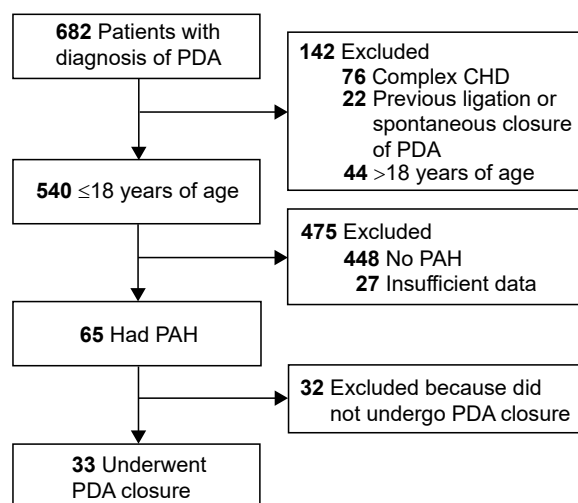 682 Patients with
diagnosis of PDA
142 Excluded
76 Complex CHD
22 Previous ligation or
spontaneous closure
of PDA
44 >18 years of age
540 ≤18 years of age
475 Excluded
448 No PAH
27 Insufficient data
65 Had PAH
32 Excluded because did
not undergo PDA closure
33 Underwent
PDA closure